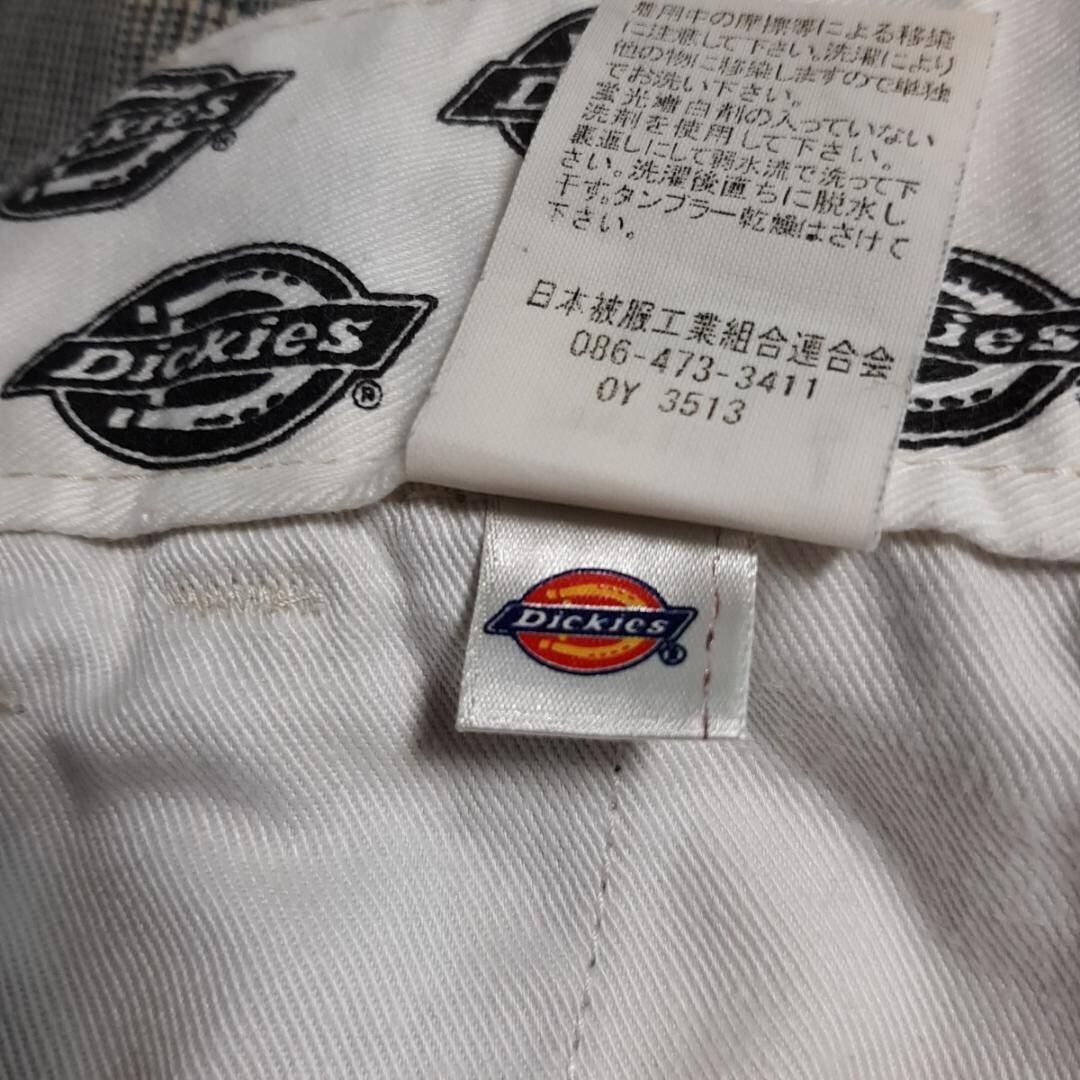 Dickies®
着用中の摩擦等による移染
に注意して下さい。洗濯により
他の物に移染しますので単独
でお洗い下さい。
蛍光増白剤の入っていない
洗剤を使用して下さい。
裏返しにして弱水流で洗って下
さい。洗濯後直ちに脱水し
干す。タンブラー乾燥はさけて
下さい。
日本被服工業組合連合会
086-473-3411
OY 3513
Dickies®
Dickies
Dickies®